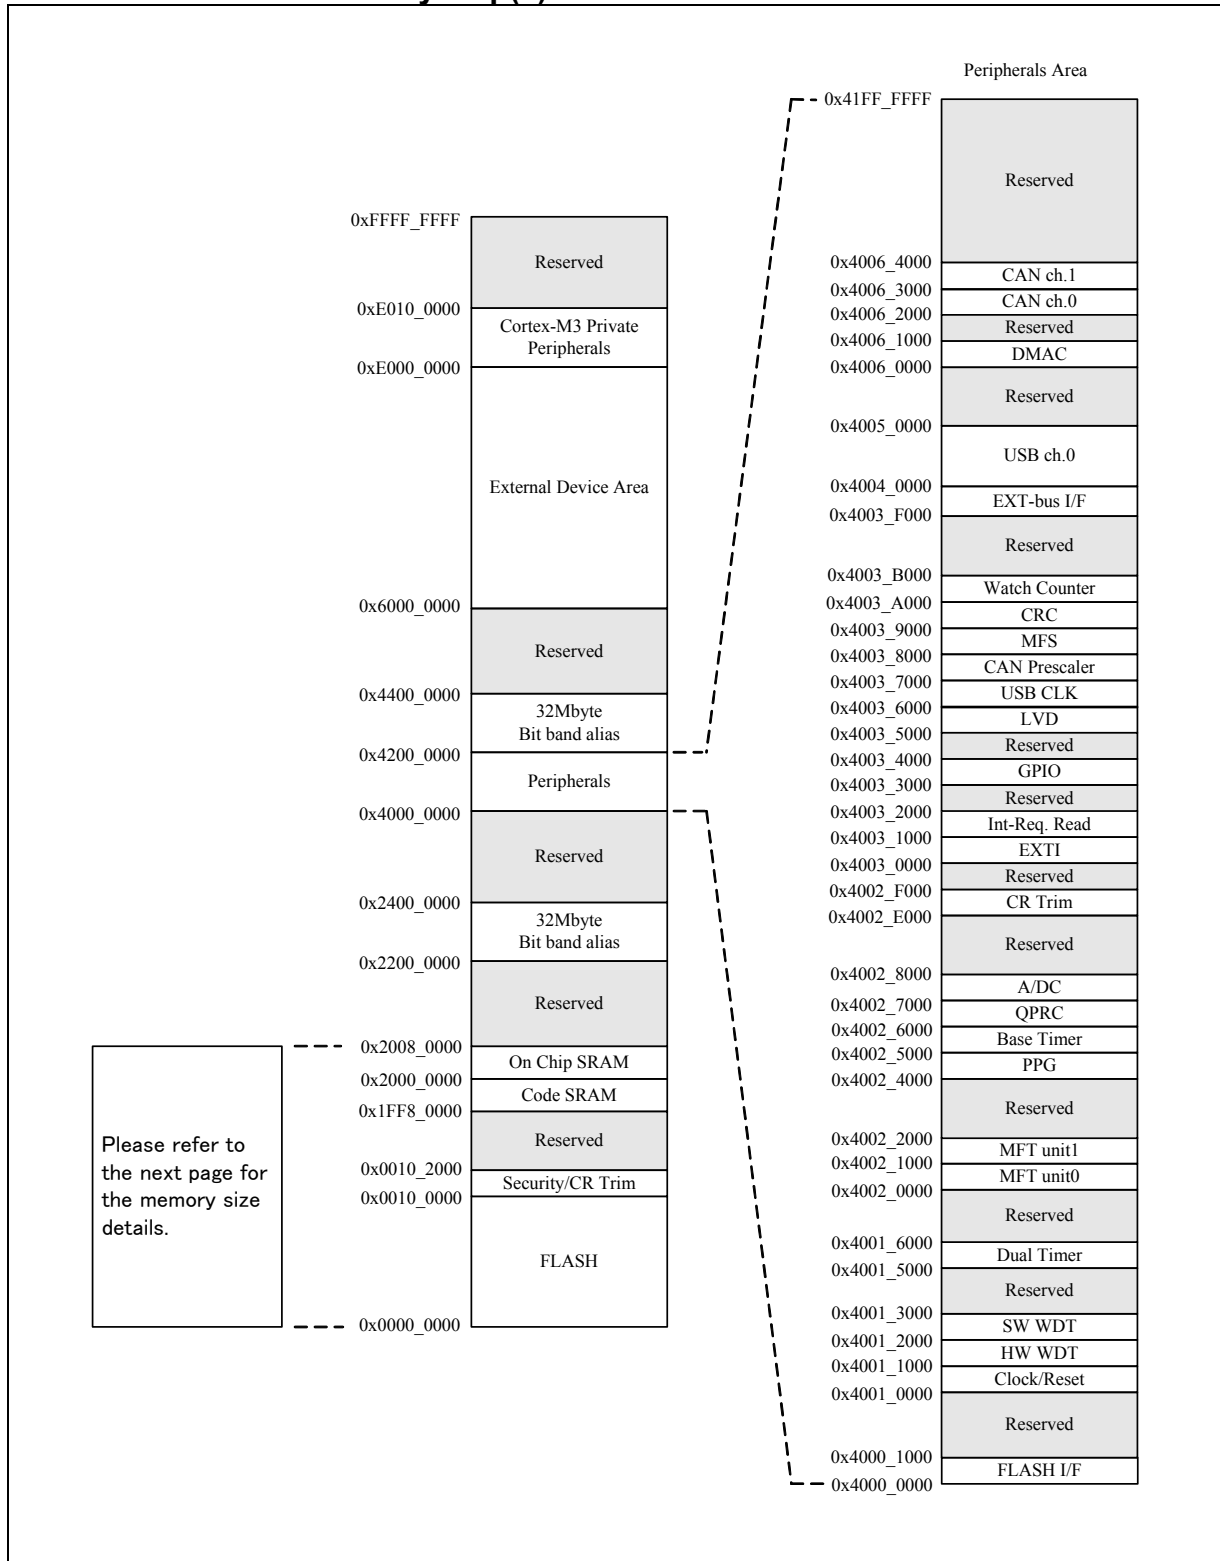 Peripherals Area
0x41FF_FFFF
Reserved
0x4006_4000
CAN ch.1
0x4006_3000
CAN ch.0
0x4006_2000
Reserved
0x4006_1000
DMAC
0x4006_0000
Reserved
0x4005_0000
USB ch.0
0x4004_0000
EXT-bus I/F
0x4003_F000
Reserved
0x4003_B000
Watch Counter
0x4003_A000
CRC
0x4003_9000
MFS
0x4003_8000
CAN Prescaler
0x4003_7000
USB CLK
0x4003_6000
LVD
0x4003_5000
Reserved
0x4003_4000
GPIO
0x4003_3000
Reserved
0x4003_2000
Int-Req. Read
0x4003_1000
EXTI
0x4003_0000
Reserved
0x4002_F000
CR Trim
0x4002_E000
Reserved
0x4002_8000
A/DC
0x4002_7000
QPRC
0x4002_6000
Base Timer
0x4002_5000
PPG
0x4002_4000
Reserved
0x4002_2000
MFT unit1
0x4002_1000
MFT unit0
0x4002_0000
Reserved
0x4001_6000
Dual Timer
0x4001_5000
Reserved
0x4001_3000
SW WDT
0x4001_2000
HW WDT
0x4001_1000
Clock/Reset
0x4001_0000
Reserved
0x4000_1000
FLASH I/F
0x4000_0000
0xFFFF_FFFF
Reserved
0xE010_0000
Cortex-M3 Private
Peripherals
0xE000_0000
External Device Area
0x6000_0000
Reserved
0x4400_0000
32Mbyte
Bit band alias
0x4200_0000
Peripherals
0x4000_0000
Reserved
0x2400_0000
32Mbyte
Bit band alias
0x2200_0000
Reserved
0x2008_0000
On Chip SRAM
0x2000_0000
Code SRAM
0x1FF8_0000
Reserved
0x0010_2000
Security/CR Trim
0x0010_0000
FLASH
0x0000_0000
Please refer to
the next page for
the memory size
details.